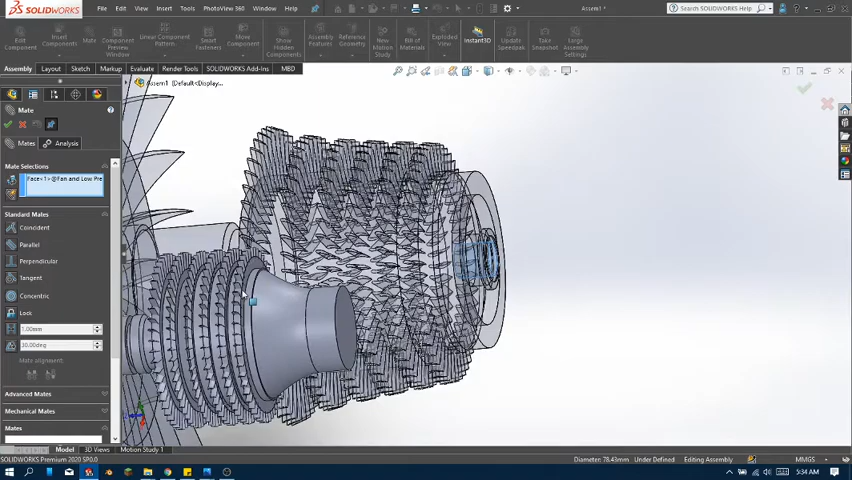 SOLIDWORKS File Edit View Insert Tools PhotoView 360 Window Assem1 * Search SOLIDWORKS Help
Edit Component Insert Components Mate Component Preview Window Linear Component Pattern Smart Fasteners Move Component Show Hidden Components Assembly Features Reference Geometry New Motion Study Bill of Materials Exploded View Instant3D Update Speedpak Take Snapshot Large Assembly Settings
Assembly Layout Sketch Markup Evaluate Render Tools SOLIDWORKS Add-Ins MBD
Assem1 (Default<Display...
Mate
Mates Analysis
Mate Selections
Face<1>@Fan and Low Pre
Standard Mates
Coincident
Parallel
Perpendicular
Tangent
Concentric
Lock
1.00mm
30.00deg
Mate alignment:
Advanced Mates
Mechanical Mates
Mates
Model 3D Views Motion Study 1
SOLIDWORKS Premium 2020 SP0.0 Diameter: 78.43mm Under Defined Editing Assembly MMGS
5:34 AM